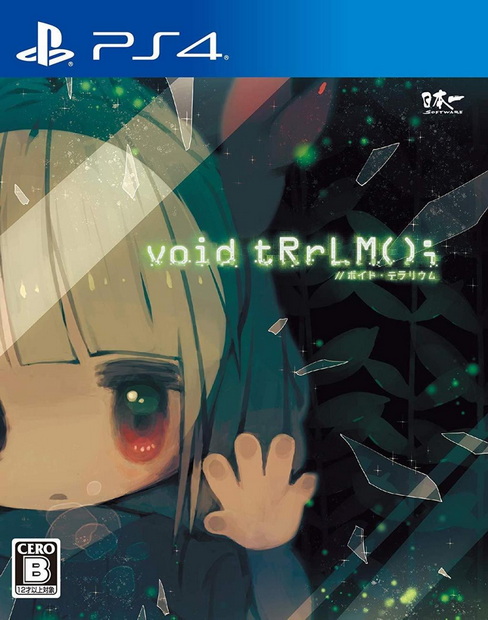 PS4
日本一
SOFTWARE
void tRrLM();
//ボイド・テラリウム
CERO
B
12才以上対象